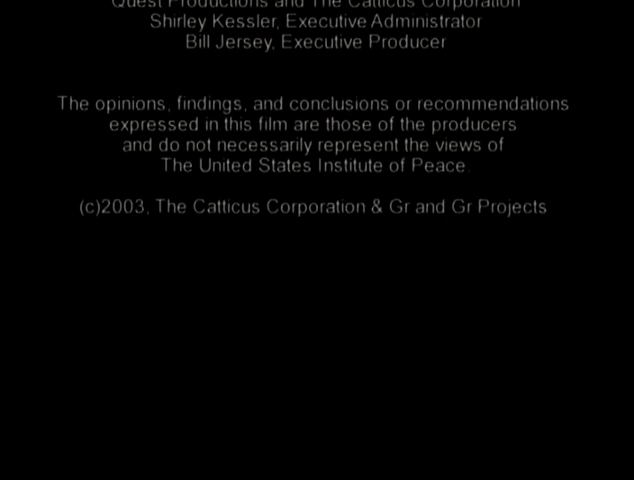 Quest Productions and The Catticus Corporation
Shirley Kessler, Executive Administrator
Bill Jersey, Executive Producer
The opinions, findings, and conclusions or recommendations
expressed in this film are those of the producers
and do not necessarily represent the views of
The United States Institute of Peace.
(c)2003, The Catticus Corporation & Gr and Gr Projects